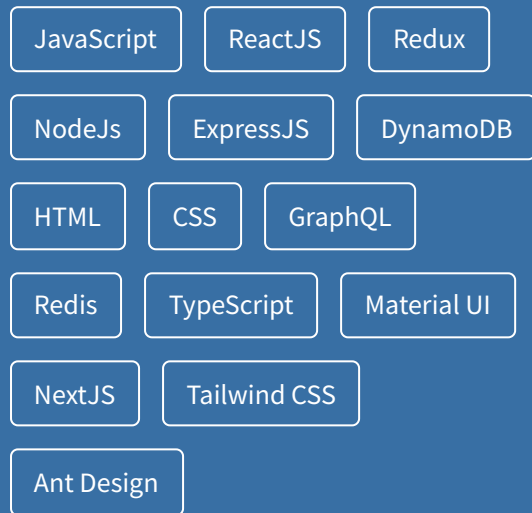 JavaScript ReactJS Redux
NodeJs ExpressJS DynamoDB
HTML CSS GraphQL
Redis TypeScript Material UI
NextJS Tailwind CSS
Ant Design